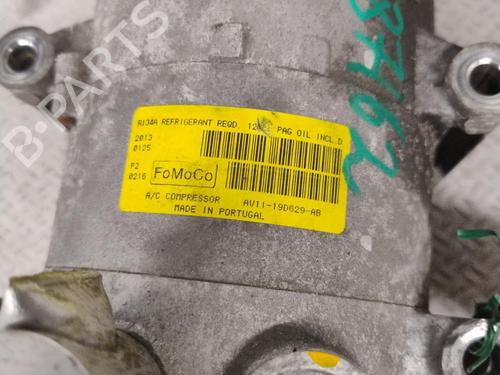 R134A REFRIGERANT REQD. PAG OIL INCL.D
2013
0125
P2
0216
FoMoCo
A/C COMPRESSOR AV11-19D629-AB
MADE IN PORTUGAL
87462
B-PARTS